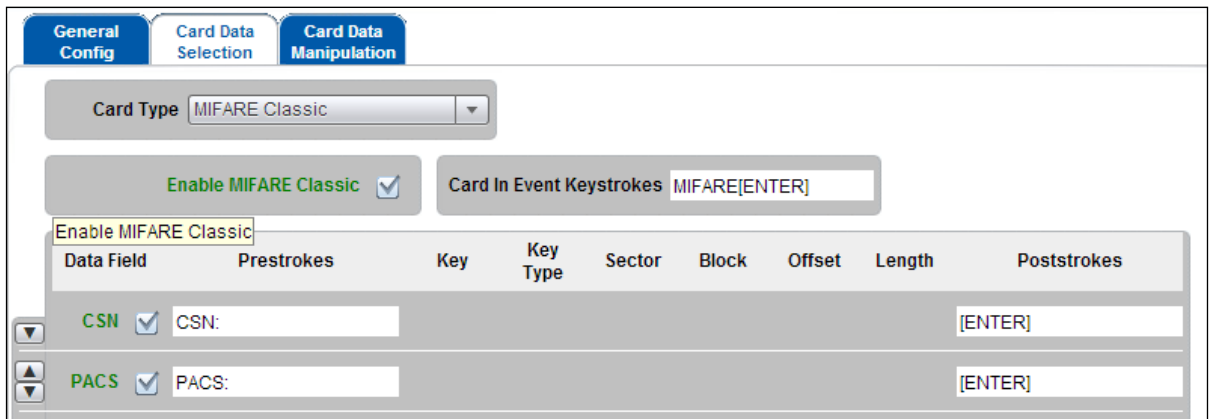 General Config
Card Data Selection
Card Data Manipulation
Card Type MIFARE Classic
Enable MIFARE Classic
Card In Event Keystrokes MIFARE[ENTER]
Enable MIFARE Classic
Data Field Prestrokes Key Key Type Sector Block Offset Length Poststrokes
CSN CSN: [ENTER]
PACS PACS: [ENTER]